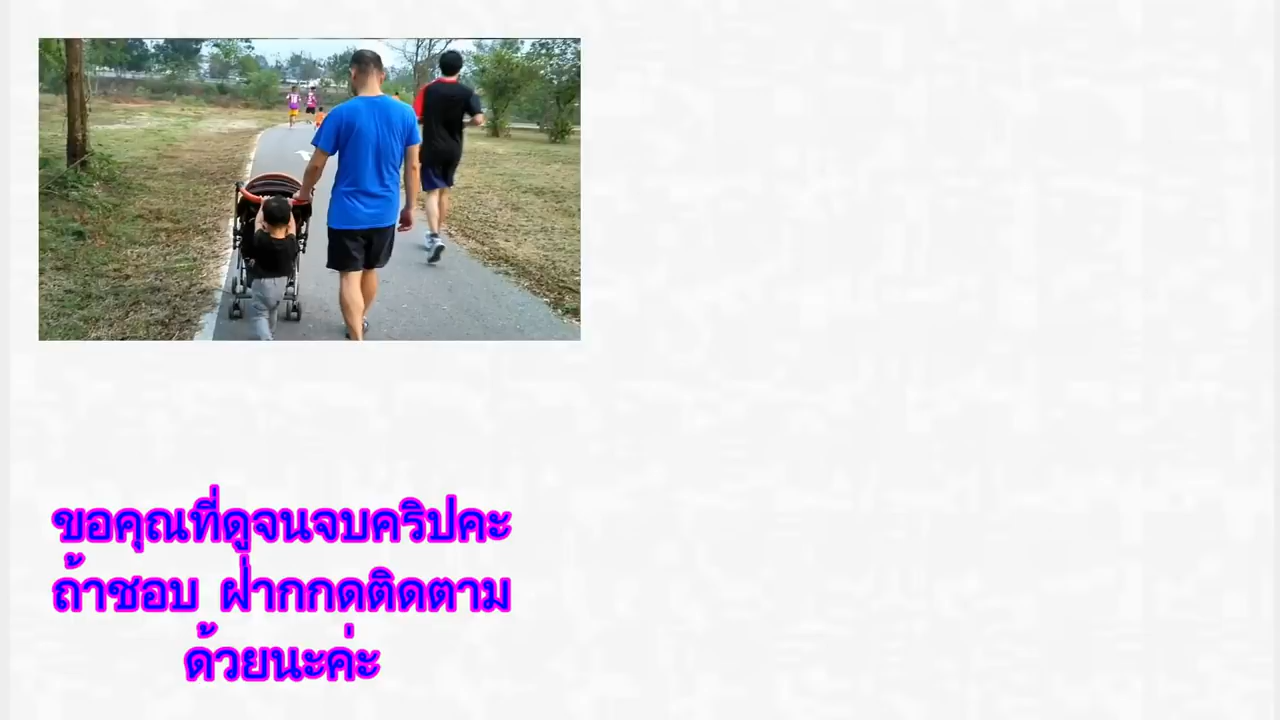 ขอคุณที่ดูจนจบคริปคะ
ถ้าชอบ ฝากกดติดตาม
ด้วยนะค่ะ